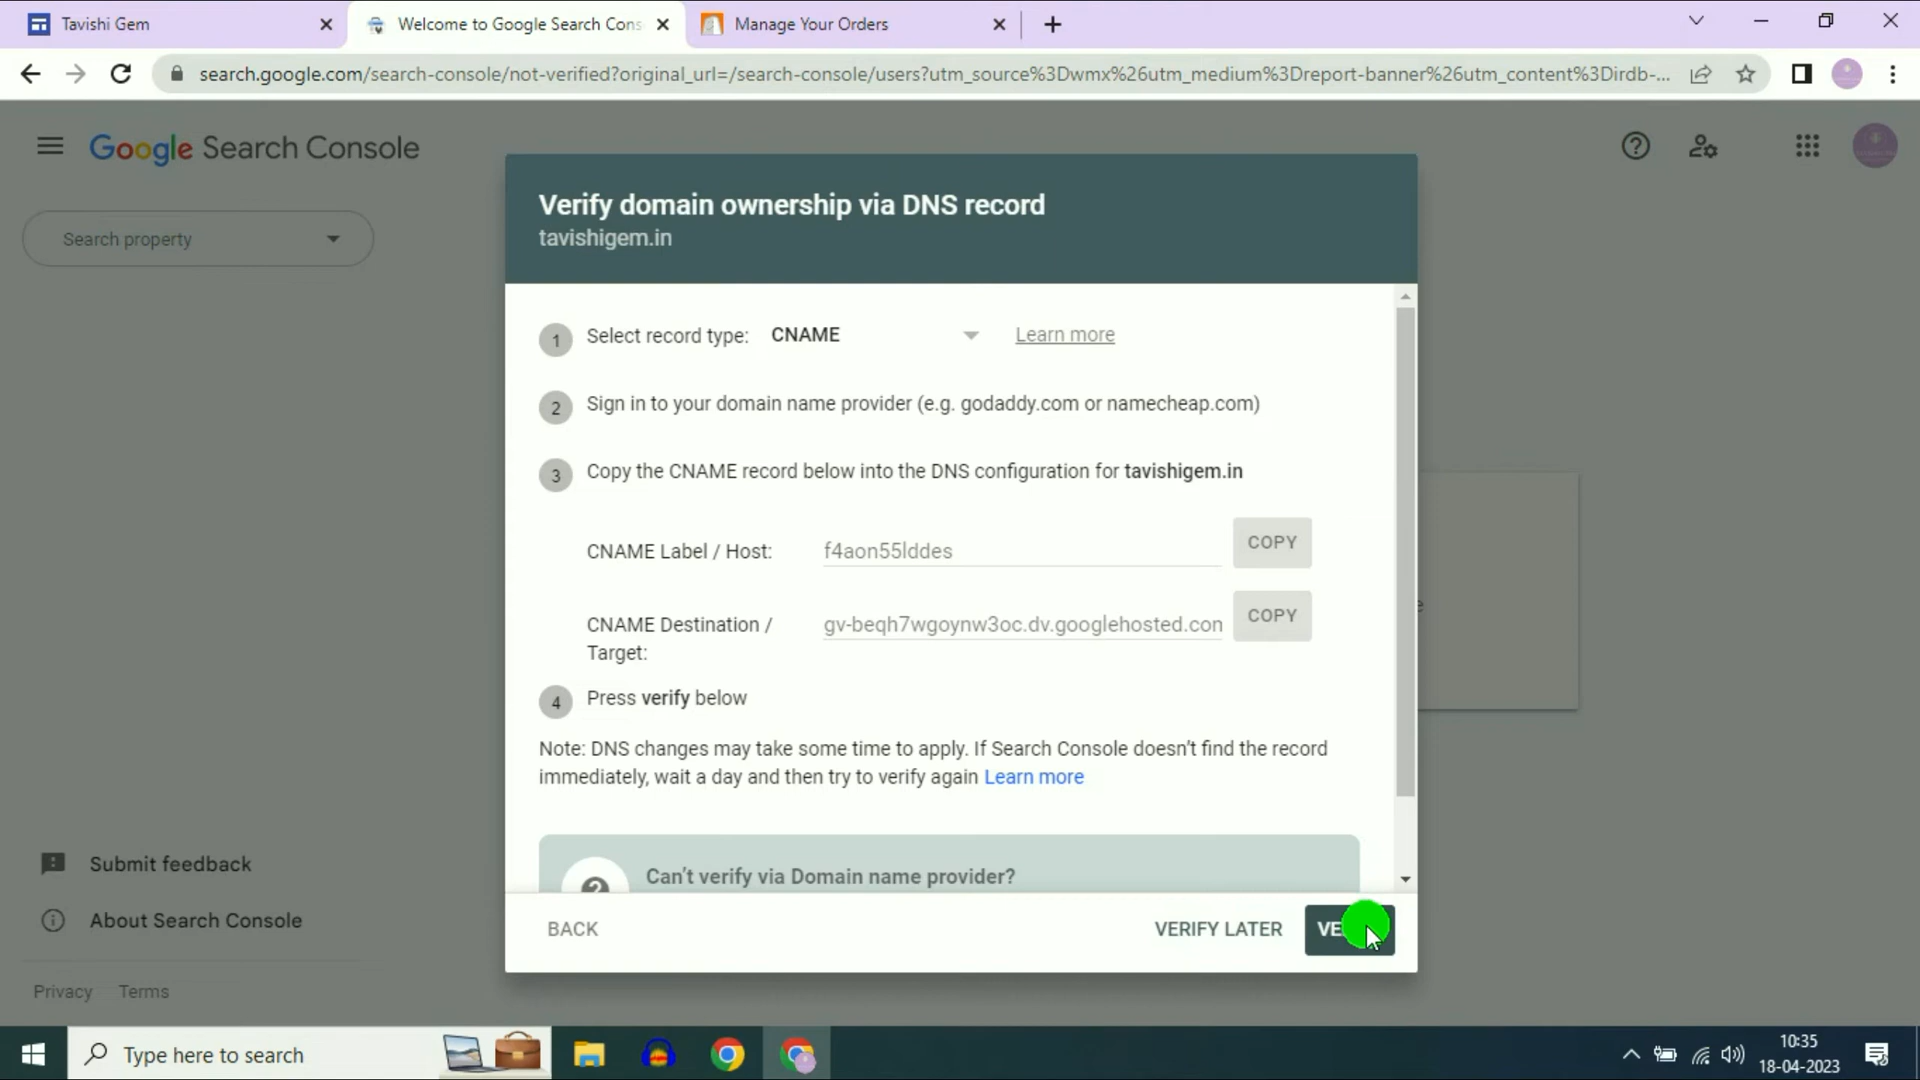 Tavishi Gem
Welcome to Google Search Cons
Manage Your Orders
search.google.com/search-console/not-verified?original_url=/search-console/users?utm_source%3Dwmx%26utm_medium%3Dreport-banner%26utm_content%3Dirdb-...
Google Search Console
Search property
Verify domain ownership via DNS record
tavishigem.in
1 Select record type: CNAME Learn more
2 Sign in to your domain name provider (e.g. godaddy.com or namecheap.com)
3 Copy the CNAME record below into the DNS configuration for tavishigem.in
CNAME Label / Host: f4aon55lddes COPY
CNAME Destination / gv-beqh7wgoynw3oc.dv.googlehosted.con COPY
Target:
4 Press verify below
Note: DNS changes may take some time to apply. If Search Console doesn't find the record
immediately, wait a day and then try to verify again Learn more
Can't verify via Domain name provider?
BACK VERIFY LATER VE
Submit feedback
About Search Console
Privacy Terms
Type here to search
10:35
18-04-2023